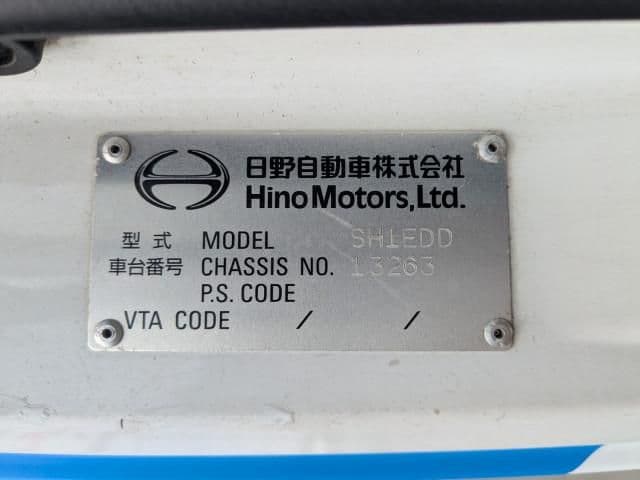 日野自動車株式会社
Hino Motors, Ltd.
型式 MODEL SH1EDD
車台番号 CHASSIS NO. 13263
P.S. CODE
VTA CODE / /